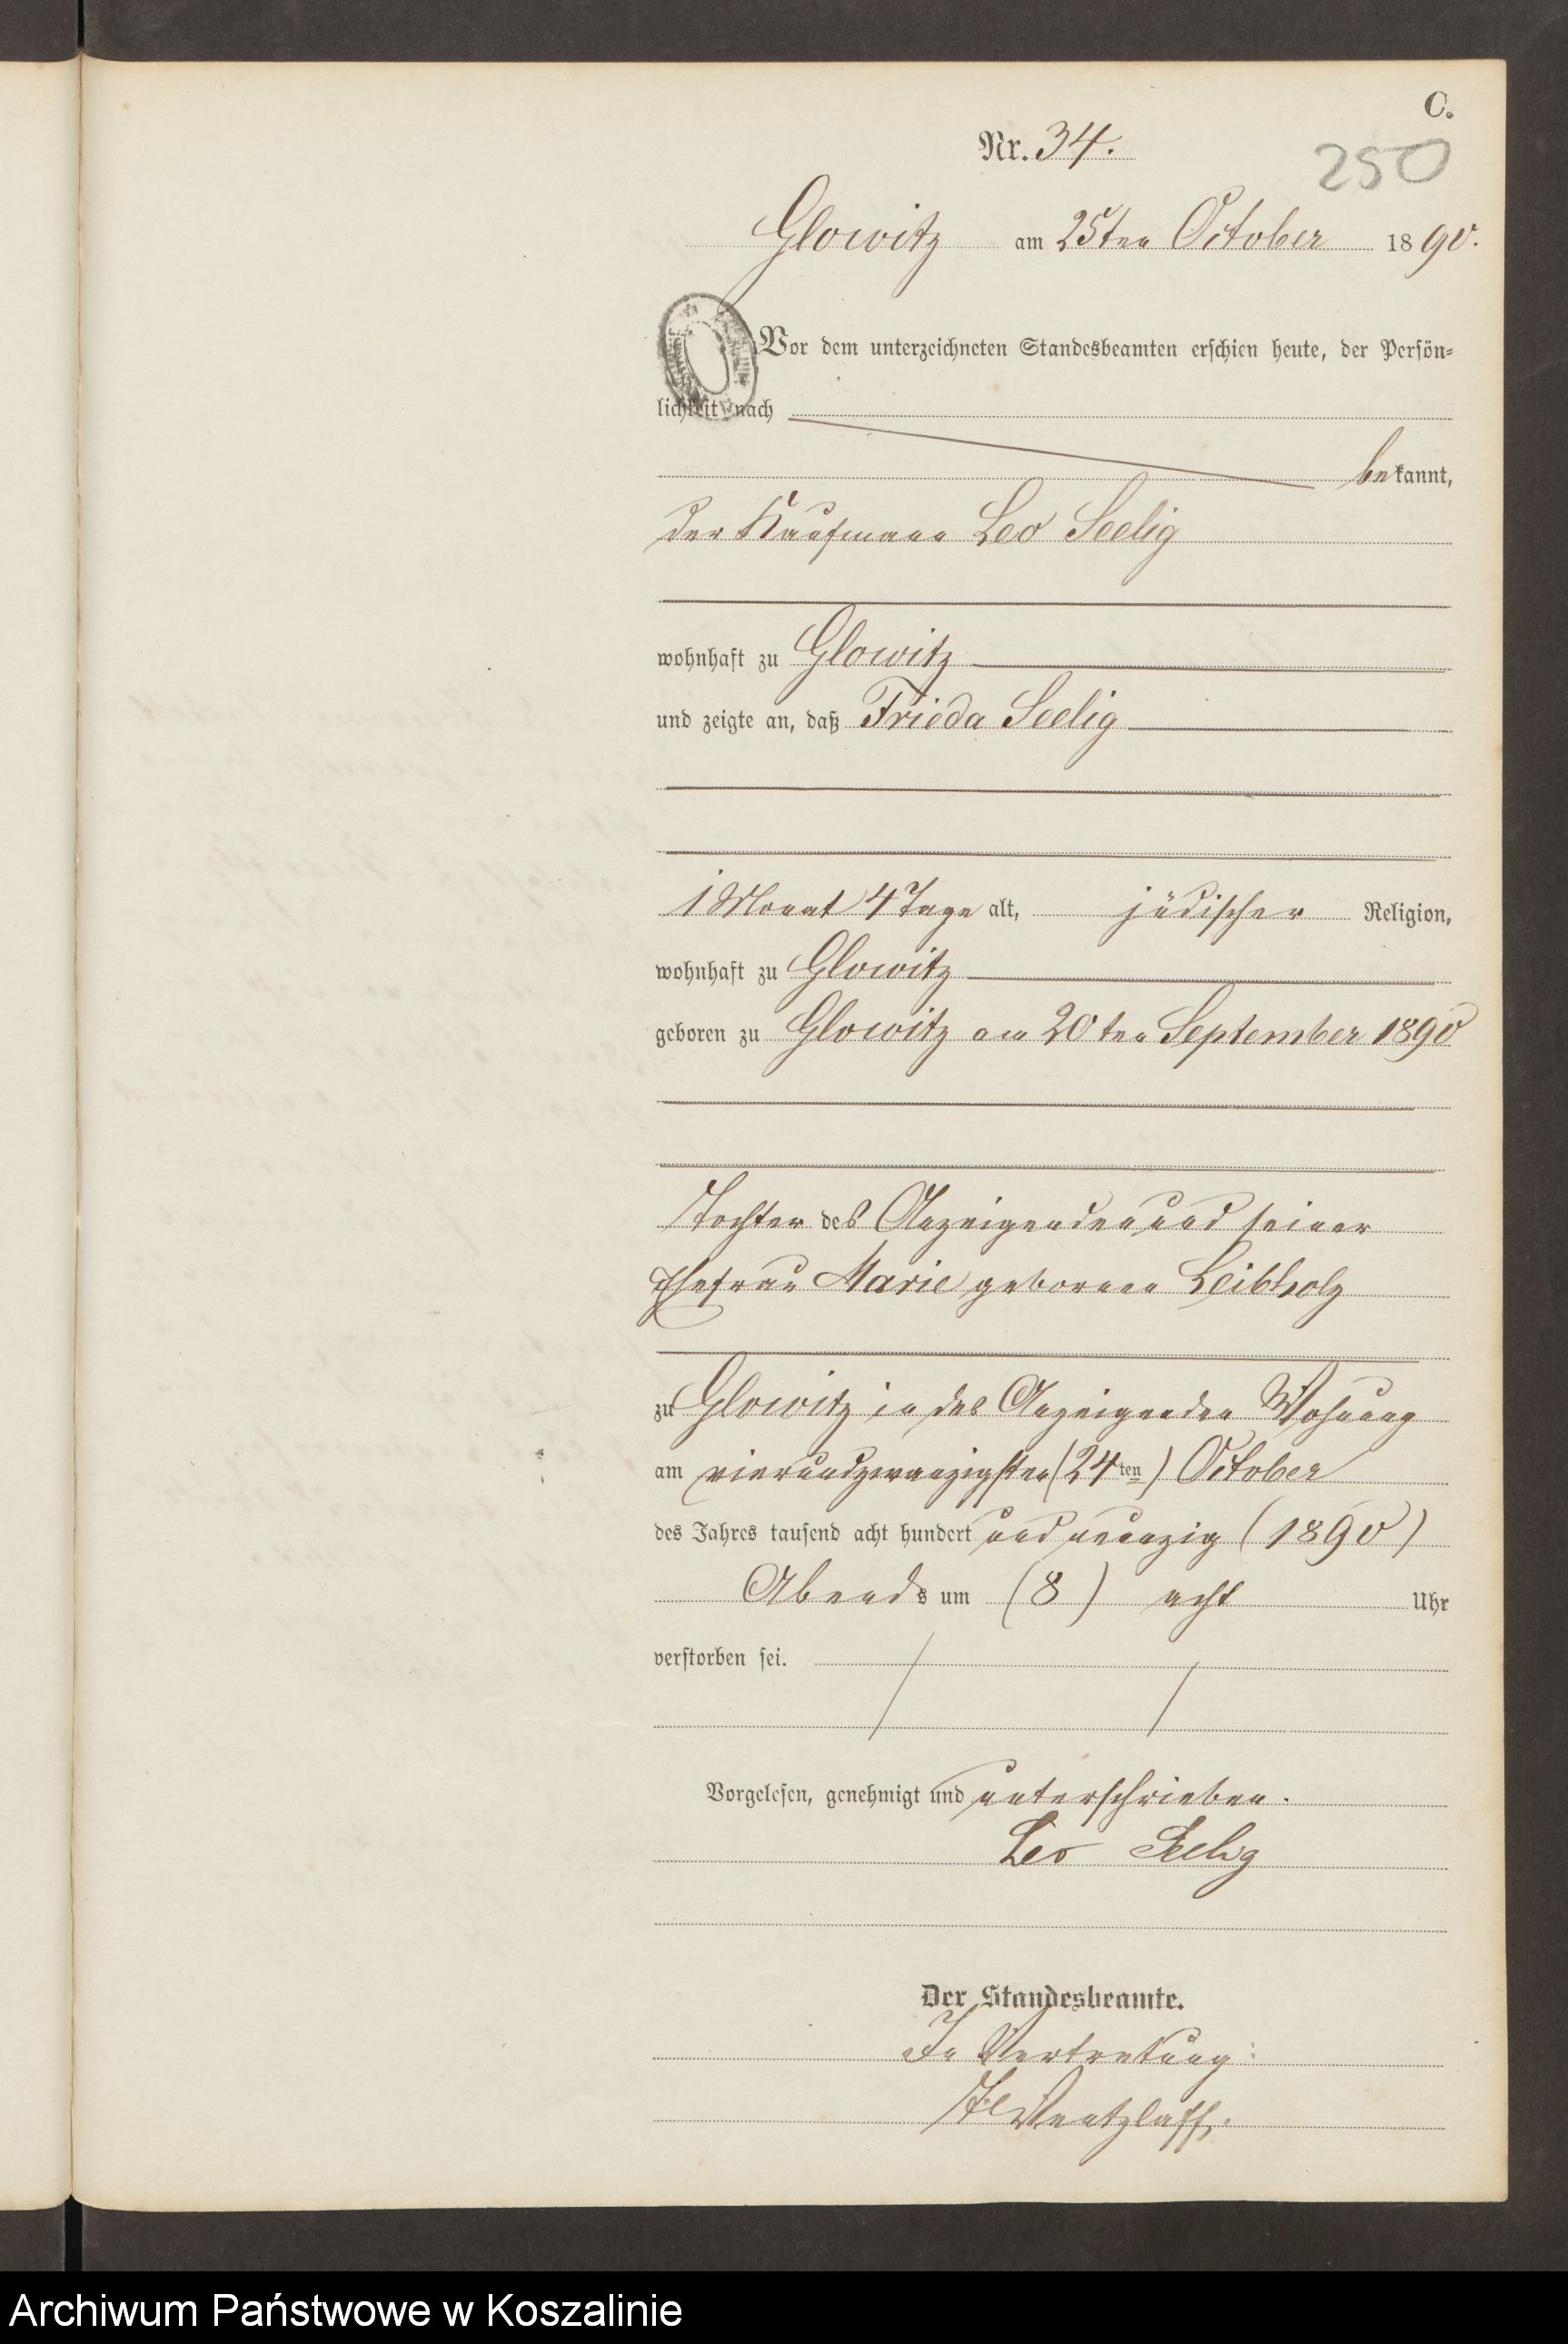 C.
Nr. 34.
250
Glowitz am 25ten October 1890.
Vor dem unterzeichneten Standesbeamten erschien heute, der Persön-
lichkeit nach
bekannt,
der Kaufmann Leo Seelig
wohnhaft zu Glowitz
und zeigte an, daß Frieda Seelig
1 Monat 4 Tage alt, jüdischer Religion,
wohnhaft zu Glowitz
geboren zu Glowitz am 20ten September 1890
Tochter des Anzeigenden und seiner
Ehefrau Marie geborenen Leibholz
zu Glowitz in des Anzeigenden Wohnung
am vierundzwanzigsten (24ten) October
des Jahres tausend acht hundert und neunzig (1890)
Abends um (8) acht Uhr
verstorben sei.
Vorgelesen, genehmigt und unterschrieben.
Leo Seelig
Der Standesbeamte.
In Vertretung:
Wentzlaff.
Archiwum Państwowe w Koszalinie